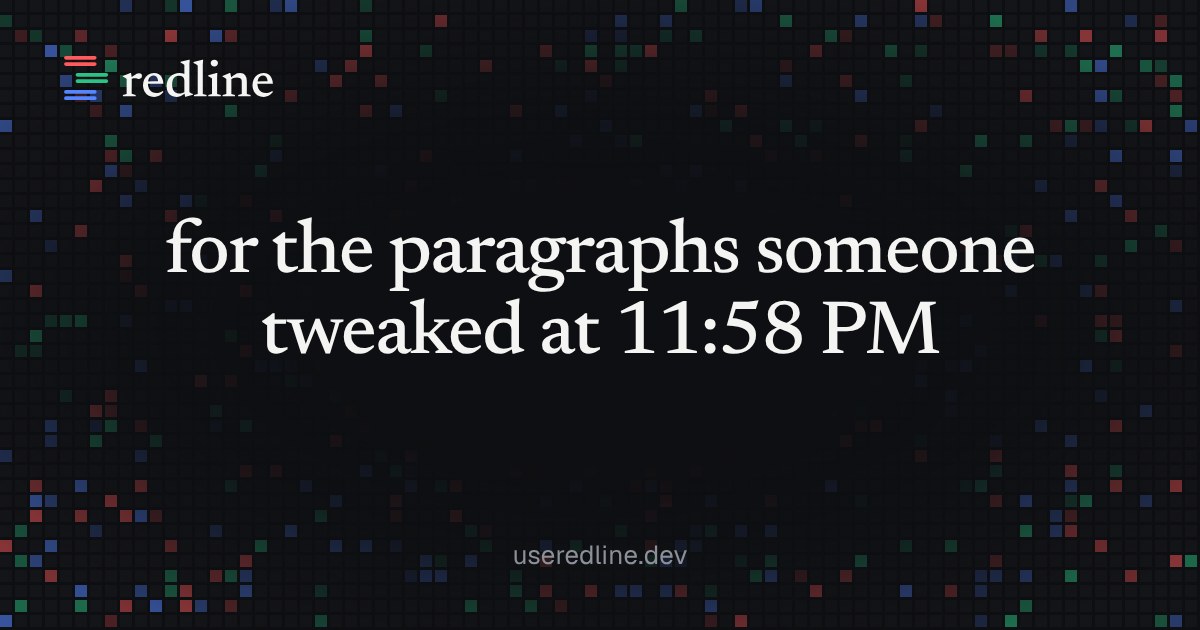 redline
for the paragraphs someone
tweaked at 11:58 PM
useredline.dev